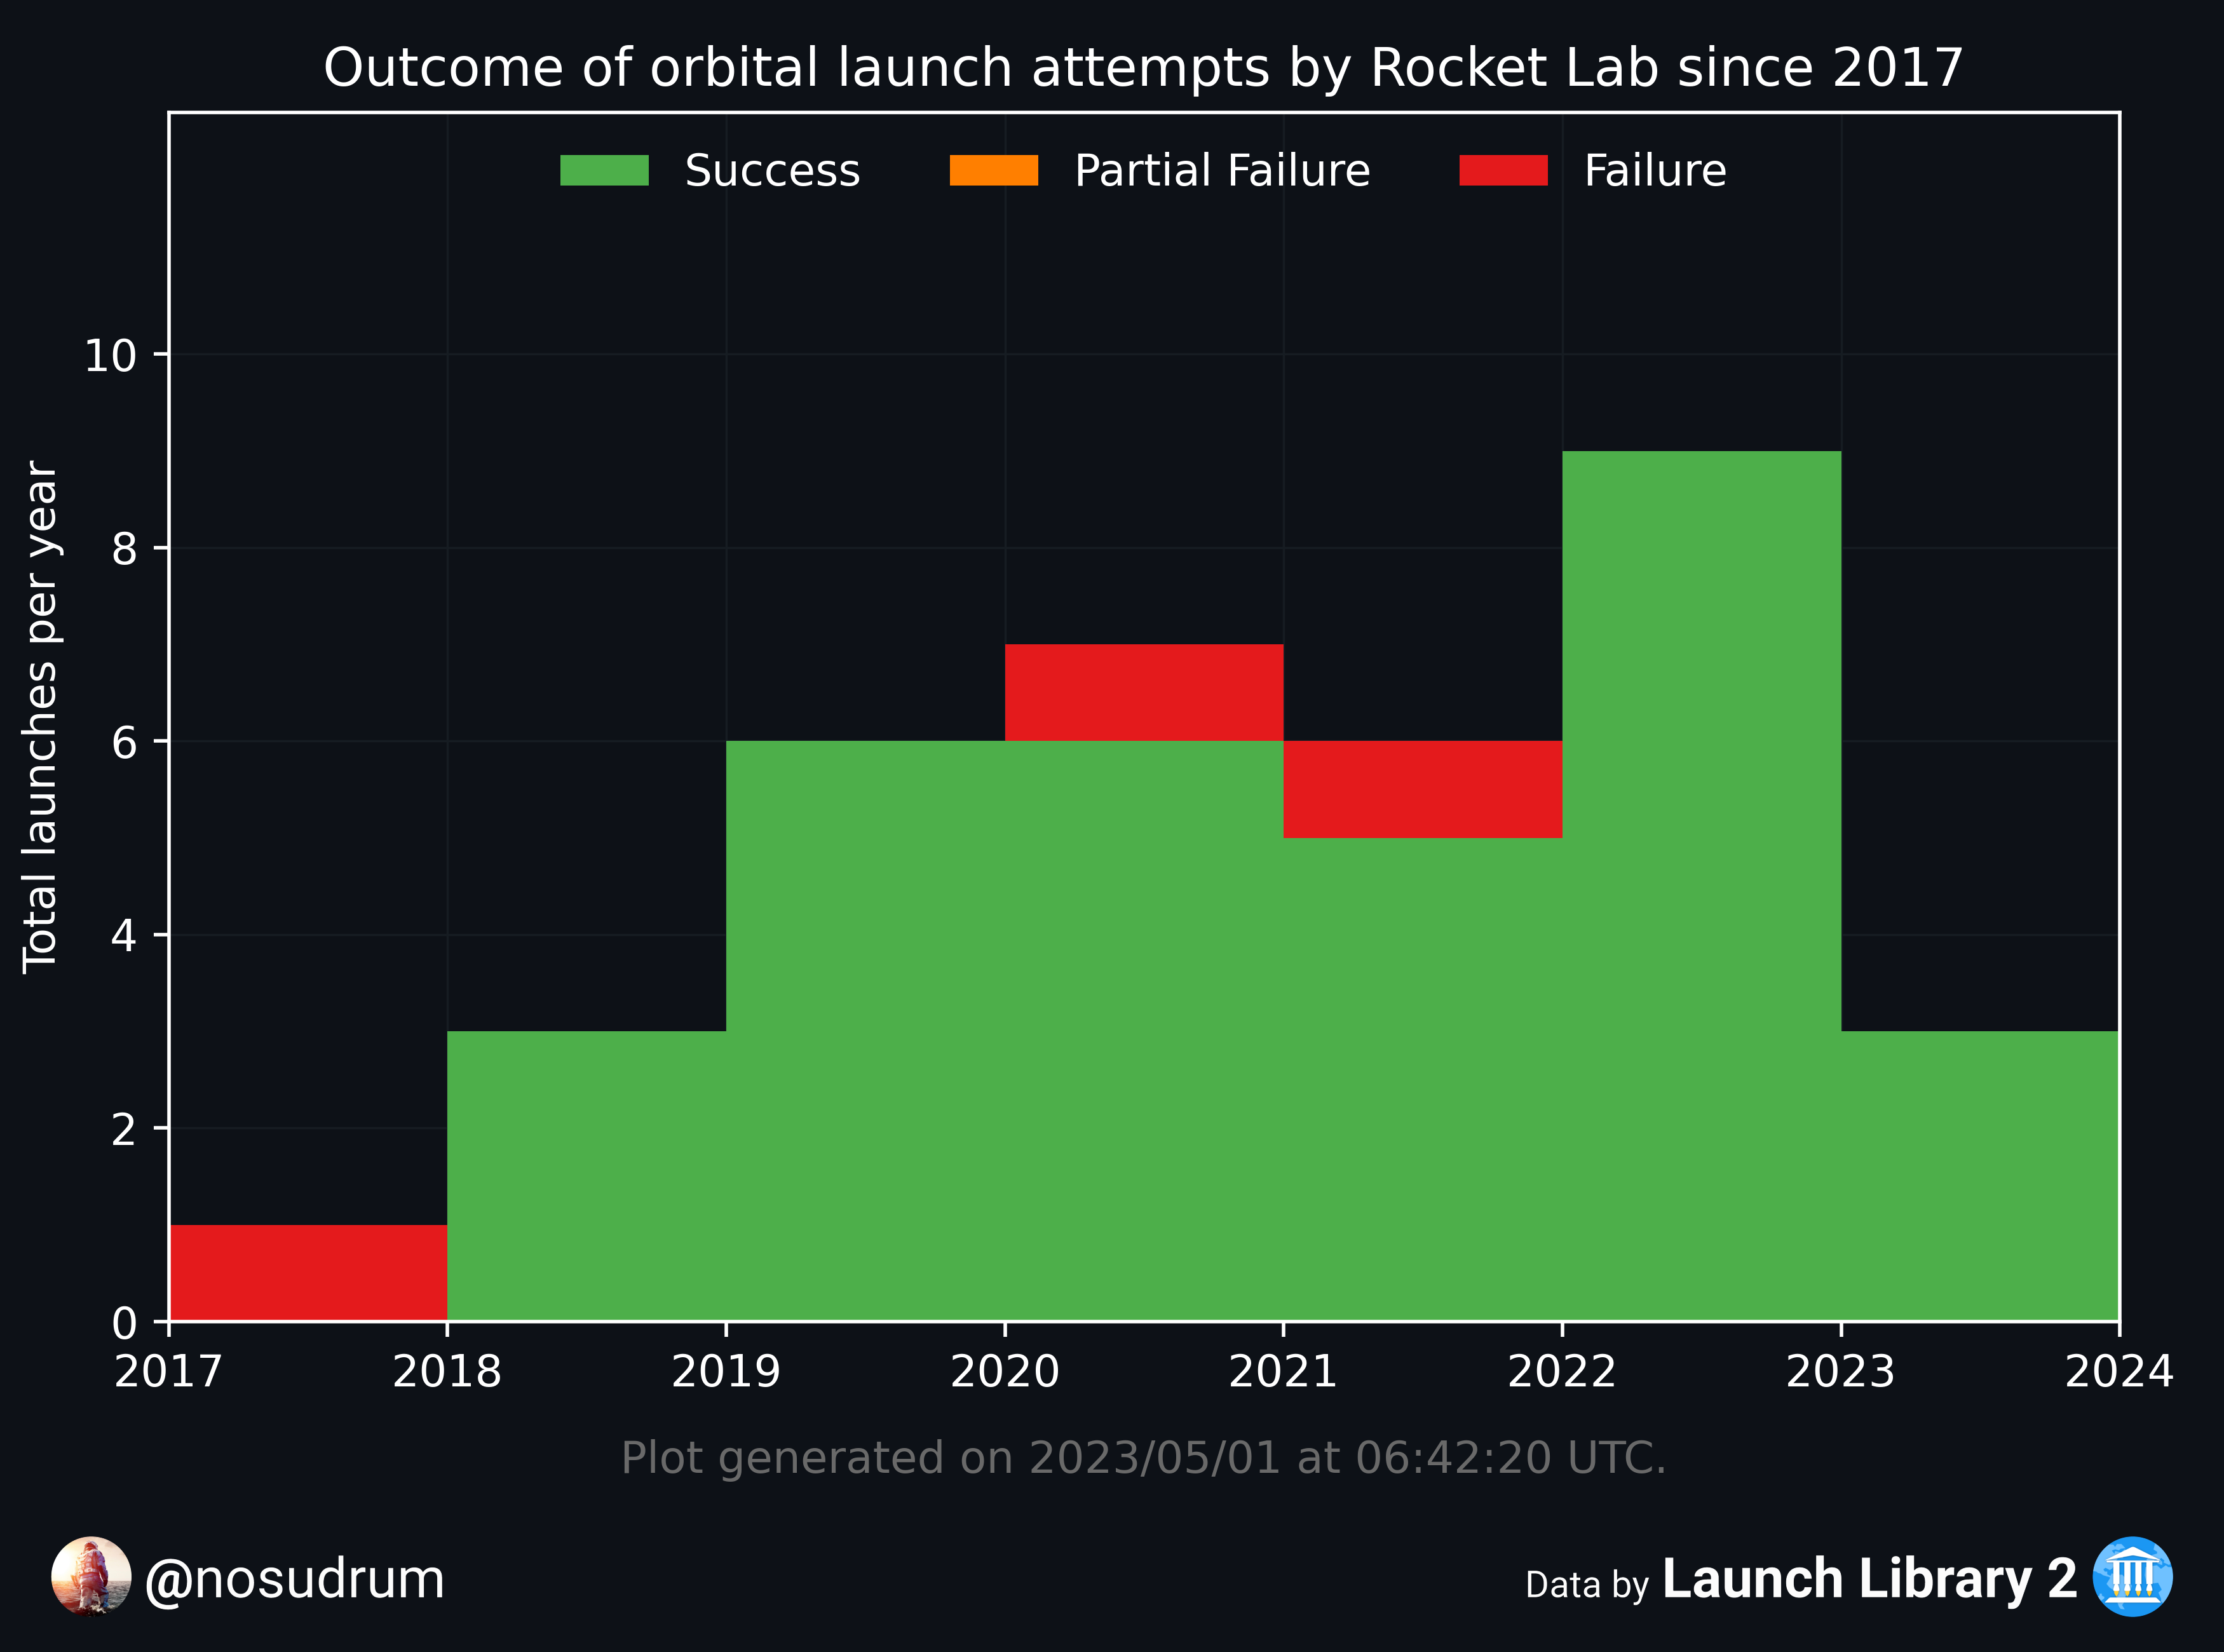 Outcome of orbital launch attempts by Rocket Lab since 2017
Success
Partial Failure
Failure
Total launches per year
10
8
6
4
2
0
2017
2018
2019
2020
2021
2022
2023
2024
Plot generated on 2023/05/01 at 06:42:20 UTC.
@nosudrum
Data by Launch Library 2